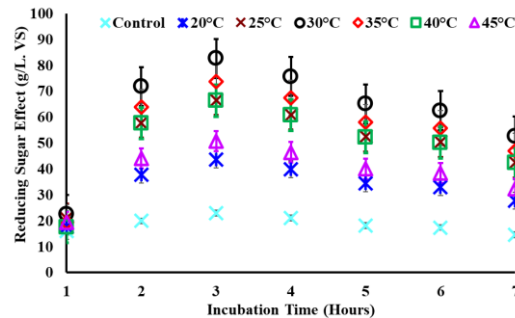 Control 20°C 25°C 30°C 35°C 40°C 45°C
Reducing Sugar Effect (g/L. VS)
100
90
80
70
60
50
40
30
20
10
0
1 2 3 4 5 6 7
Incubation Time (Hours)